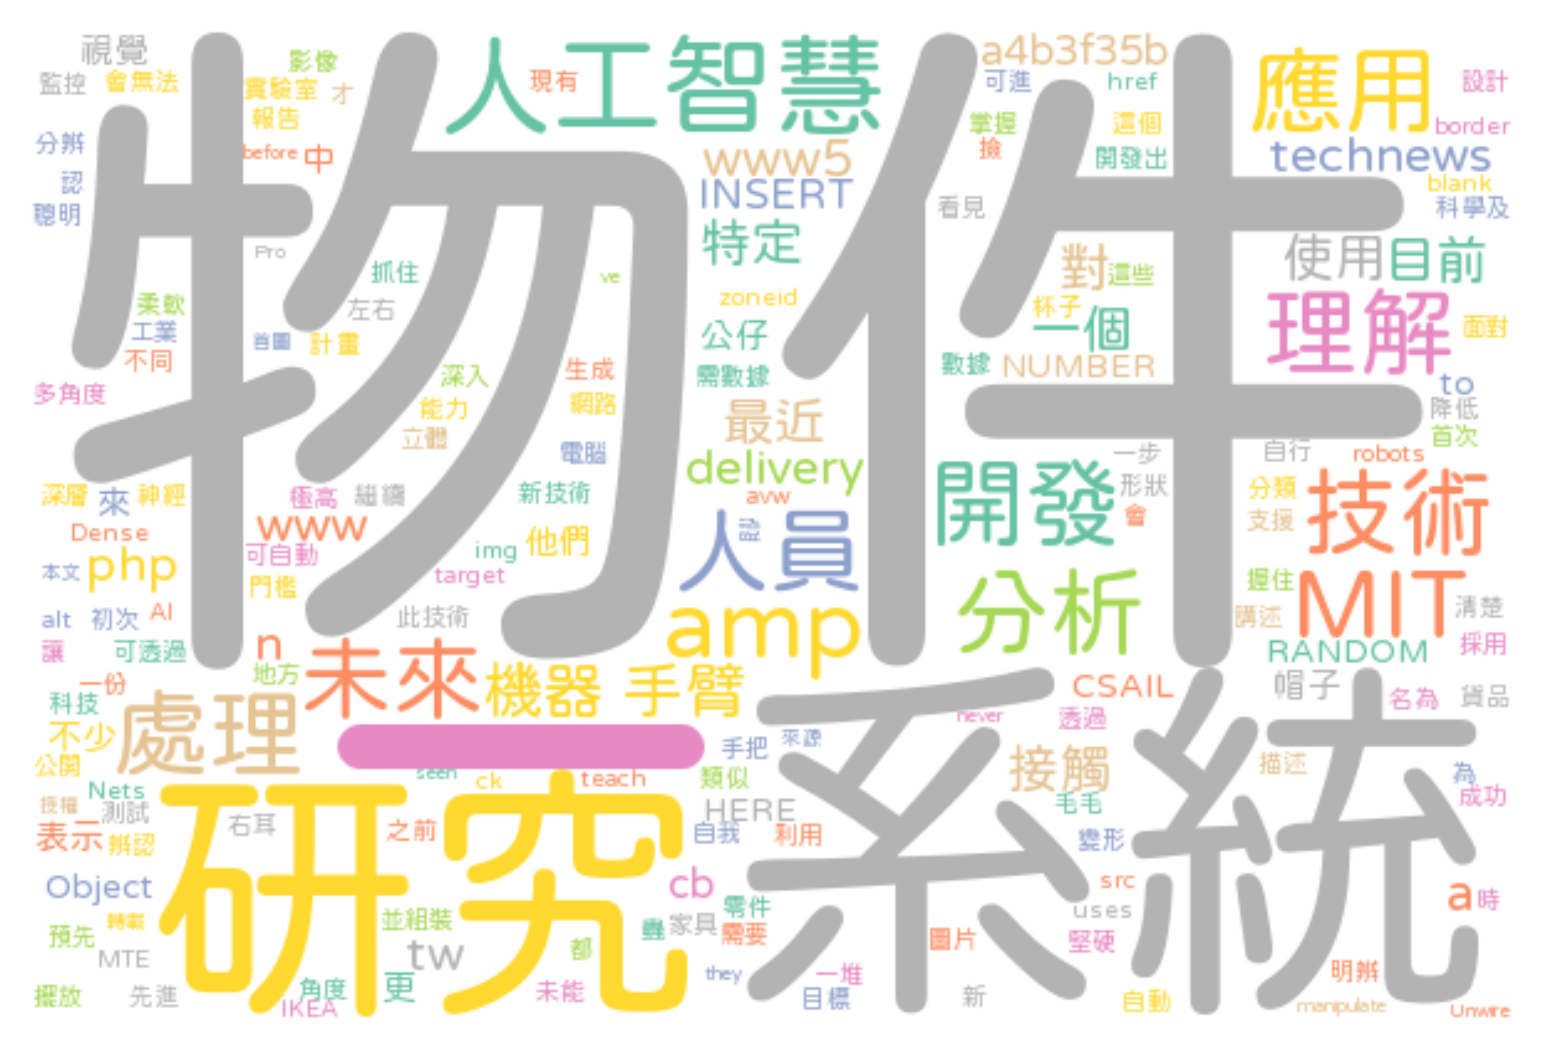 物件
系統
研究
人工智慧
一
應用
理解
技術
MIT
開發
分析
人員
amp
未來
處理
機器 手臂
視覺
監控
會無法
影像
實驗室
才
報告
before
中
現有
分辨
認
聰明
Pro
抓住
左右
柔軟
工業
不同
多角度
首圖
計畫
深入
能力
立體
ve
生成
網路
電腦
www5
INSERT
特定
zoneid
公仔
需數據
最近
delivery
avw
a4b3f35b
可進
href
掌握
撿
這個
開發出
看見
對
這些
杯子
一個
數據
NUMBER
設計
border
technews
blank
科學及
使用
目前
面對
to
降低
首次
自行
robots
一步
形狀
會
分類
支援
握住
講述
清楚
RANDOM
採用
深層
神經
來
極高
繼續
新技術
Dense
www
php
本文
可自動
img
他們
門檻
target
alt
初次
AI
此技術
讓
可透過
n
地方
一份
科技
不少
公開
CSAIL
帽子
名為
貨品
never
透過
手把
來源
接觸
描述
為
成功
seen
ck
teach
類似
Nets
授權
測試
HERE
毛毛
表示
辨認
右耳
之前
自我
利用
變形
Object
cb
src
a
時
uses
轉載
預先
並組裝
零件
家具
需要
圖片
堅硬
MTE
tw
都
they
一堆
明辨
擺放
先進
角度
IKEA
更
未能
目標
新
自動
manipulate
Unwire